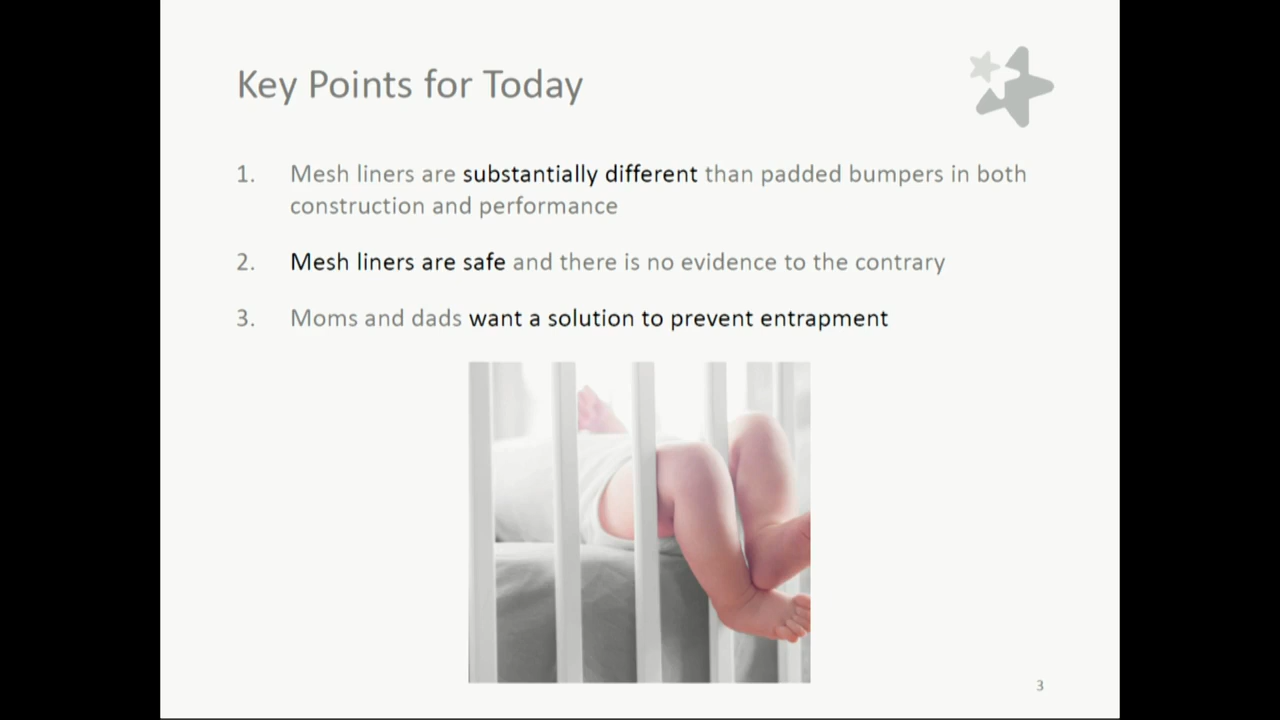 Key Points for Today
1. Mesh liners are substantially different than padded bumpers in both
construction and performance
2. Mesh liners are safe and there is no evidence to the contrary
3. Moms and dads want a solution to prevent entrapment
3